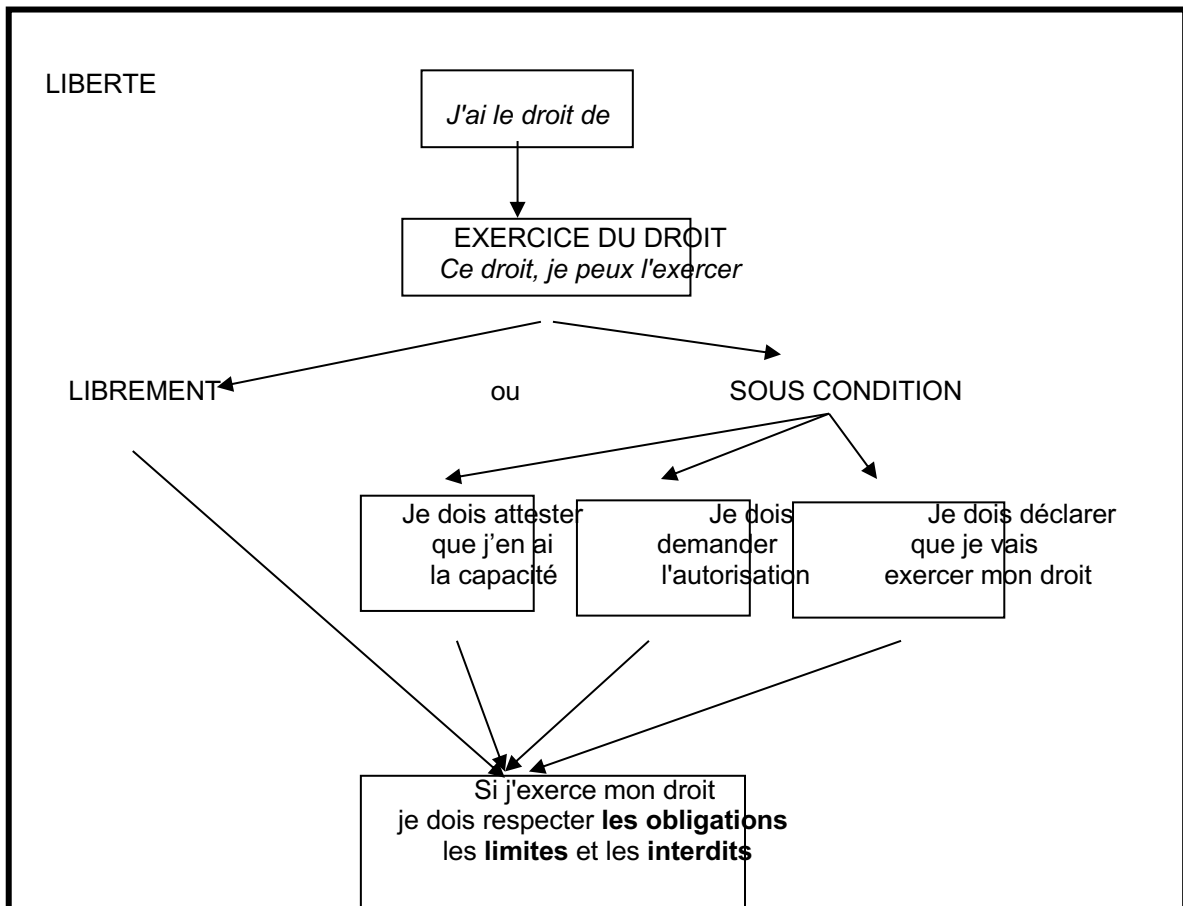 LIBERTE
J'ai le droit de
EXERCICE DU DROIT
Ce droit, je peux l'exercer
LIBREMENT ou SOUS CONDITION
Je dois attester
que j’en ai
la capacité
Je dois
demander
l'autorisation
Je dois déclarer
que je vais
exercer mon droit
Si j'exerce mon droit
je dois respecter les obligations
les limites et les interdits